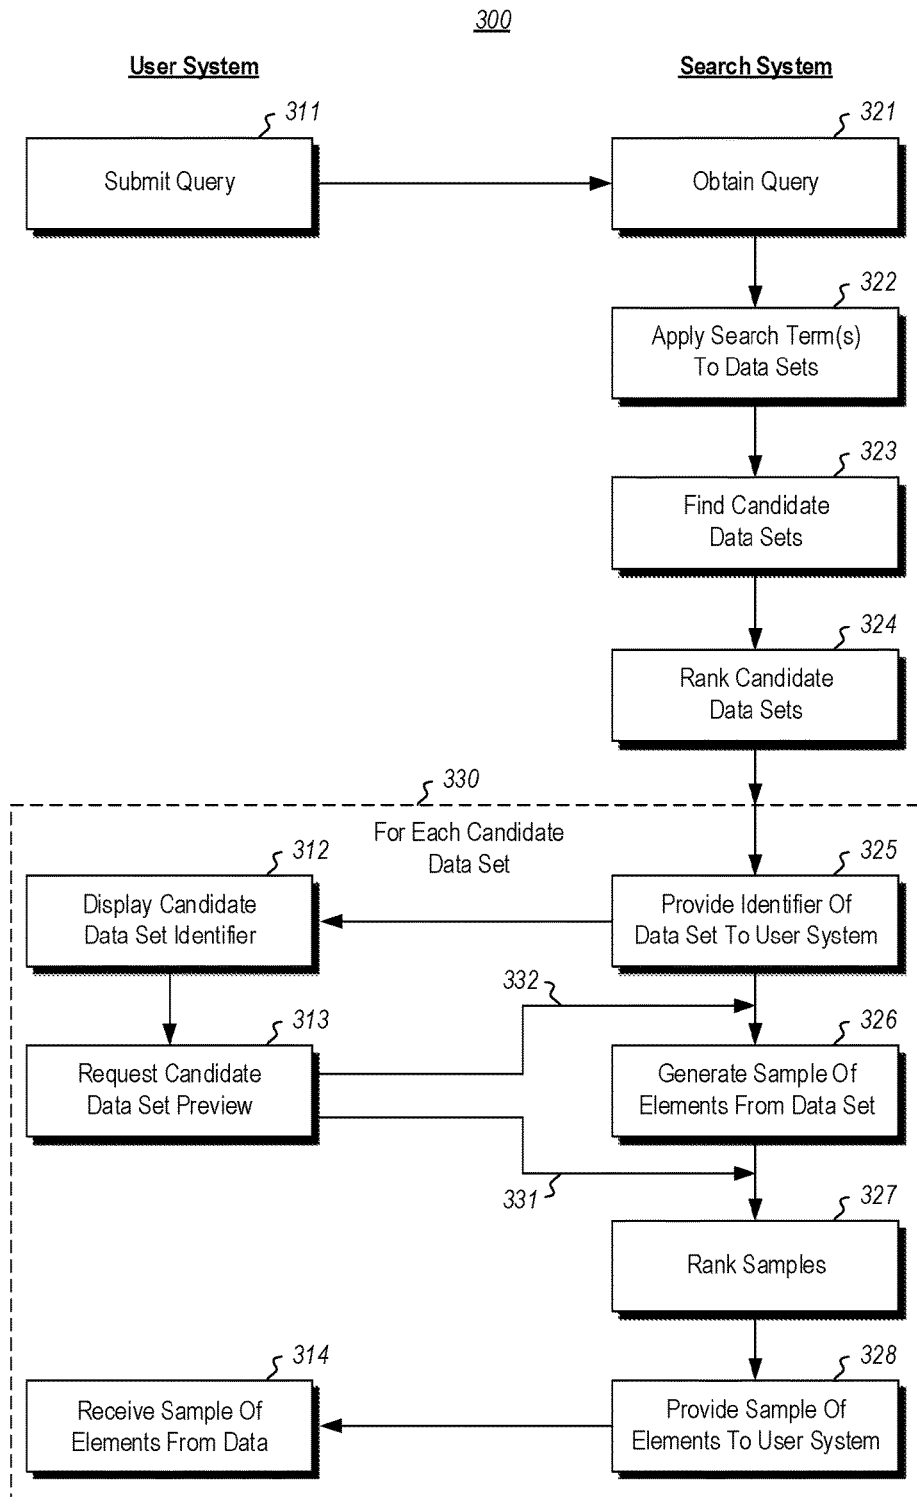 300
User System
Search System
311
321
Submit Query
Obtain Query
322
Apply Search Term(s)
To Data Sets
323
Find Candidate
Data Sets
324
Rank Candidate
Data Sets
330
For Each Candidate
Data Set
312
325
Display Candidate
Data Set Identifier
Provide Identifier Of
Data Set To User System
332
313
326
Request Candidate
Data Set Preview
Generate Sample Of
Elements From Data Set
331
327
Rank Samples
314
328
Receive Sample Of
Elements From Data
Provide Sample Of
Elements To User System